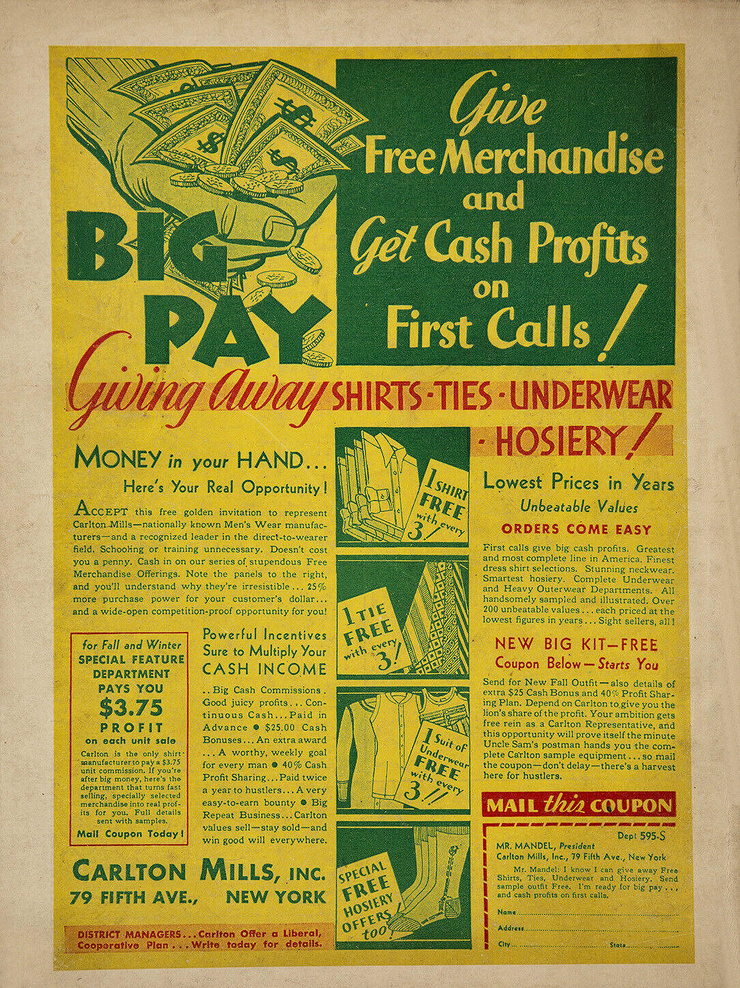 BIG
PAY
Give
Free Merchandise
and
Get Cash Profits
on
First Calls!
Giving Away SHIRTS - TIES - UNDERWEAR
- HOSIERY!
MONEY in your HAND...
Here's Your Real Opportunity!
ACCEPT this free golden invitation to represent
Carlton Mills—nationally known Men's Wear manufac-
turers—and a recognized leader in the direct-to-wearer
field. Schooling or training unnecessary. Doesn't cost
you a penny. Cash in on our series of stupendous Free
Merchandise Offerings. Note the panels to the right,
and you'll understand why they're irresistible... 25%
more purchase power for your customer's dollar...
and a wide-open competition-proof opportunity for you!
for Fall and Winter
SPECIAL FEATURE
DEPARTMENT
PAYS YOU
$3.75
PROFIT
on each unit sale
Carlton is the only shirt
manufacturer to pay a $3.75
unit commission. If you're
after big money, here's the
department that turns fast
selling, specially selected
merchandise into real prof-
its for you. Full details
sent with samples.
Mail Coupon Today!
Powerful Incentives
Sure to Multiply Your
CASH INCOME
..Big Cash Commissions.
Good juicy profits... Con-
tinuous Cash... Paid in
Advance ● $25.00 Cash
Bonuses... An extra award
... A worthy, weekly goal
for every man ● 40% Cash
Profit Sharing... Paid twice
a year to hustlers... A very
easy-to-earn bounty ● Big
Repeat Business... Carlton
values sell—stay sold—and
win good will everywhere.
CARLTON MILLS, INC.
79 FIFTH AVE., NEW YORK
DISTRICT MANAGERS... Carlton Offer a Liberal,
Cooperative Plan... Write today for details.
1 SHIRT
FREE
with every
3!
1 TIE
FREE
with every
3!
1 Suit of
Underwear
FREE
with every
3!!
SPECIAL
FREE
HOSIERY
OFFERS
too
Lowest Prices in Years
Unbeatable Values
ORDERS COME EASY
First calls give big cash profits. Greatest
and most complete line in America. Finest
dress shirt selections. Stunning neckwear.
Smartest hosiery. Complete Underwear
and Heavy Outerwear Departments. All
handsomely sampled and illustrated. Over
200 unbeatable values... each priced at the
lowest figures in years... Sight sellers, all!
NEW BIG KIT—FREE
Coupon Below—Starts You
Send for New Fall Outfit—also details of
extra $25 Cash Bonus and 40% Profit Shar-
ing Plan. Depend on Carlton to give you the
lion's share of the profit. Your ambition gets
free rein as a Carlton Representative, and
this opportunity will prove itself the minute
Uncle Sam's postman hands you the com-
plete Carlton sample equipment... so mail
the coupon—don't delay—there's a harvest
here for hustlers.
MAIL this COUPON
Dept 595-S
MR. MANDEL, President
Carlton Mills, Inc., 79 Fifth Ave., New York
Mr. Mandel: I know I can give away Free
Shirts, Ties, Underwear and Hosiery. Send
sample outfit Free. I'm ready for big pay...
and cash profits on first calls.
Name
Address
City State